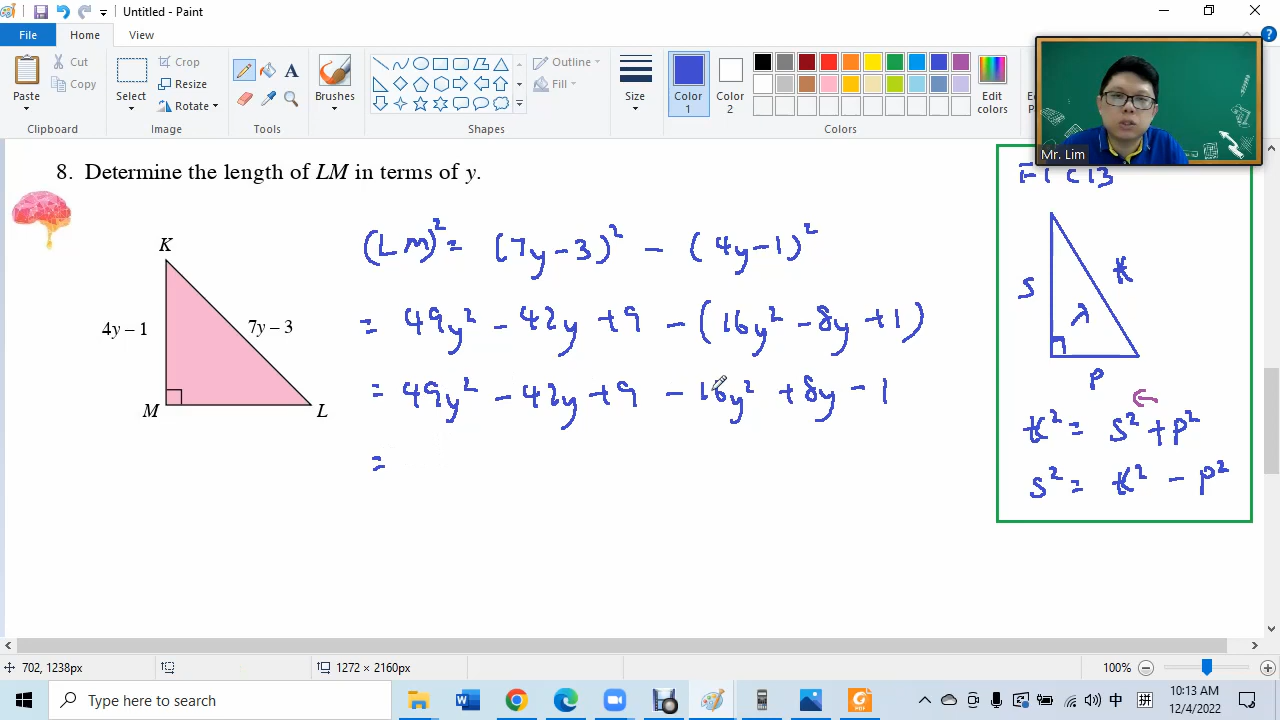 Untitled - Paint
File Home View
Paste
Cut
Copy
Clipboard
Select
Crop
Resize
Rotate
Image
Tools
Brushes
Shapes
Outline
Fill
Size
Color 1
Color 2
Colors
Edit colors
Mr. Lim
8. Determine the length of LM in terms of y.
K
4y – 1
7y – 3
M
L
(LM)² = (7y – 3)² – (4y – 1)²
= 49y² – 42y + 9 – (16y² – 8y + 1)
= 49y² – 42y + 9 – 16y² + 8y – 1
=
F1 C13
S
P
S² + P²
S² =
– P²
702, 1238px
1272 × 2160px
100%
Type here to search
中
拼
10:13 AM
12/4/2022